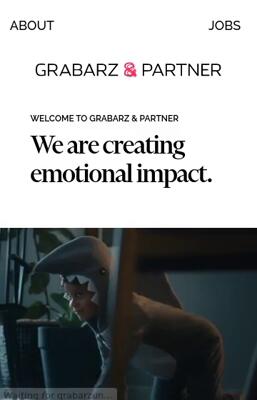 ABOUT JOBS
GRABARZ & PARTNER
WELCOME TO GRABARZ & PARTNER
We are creating
emotional impact.
Waiting for grabarzun...